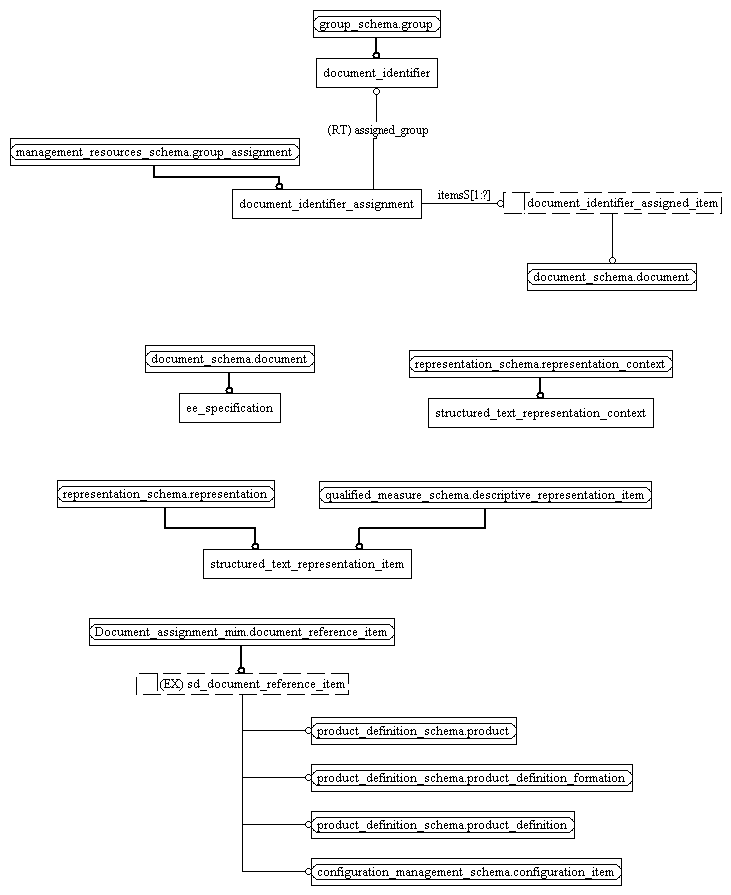 group_schema.group
document_identifier
(RT) assigned_group
management_resources_schema.group_assignment
document_identifier_assignment
itemsS[1:?]
document_identifier_assigned_item
document_schema.document
document_schema.document
representation_schema.representation_context
ee_specification
structured_text_representation_context
representation_schema.representation
qualified_measure_schema.descriptive_representation_item
structured_text_representation_item
Document_assignment_mim.document_reference_item
(EX) sd_document_reference_item
product_definition_schema.product
product_definition_schema.product_definition_formation
product_definition_schema.product_definition
configuration_management_schema.configuration_item